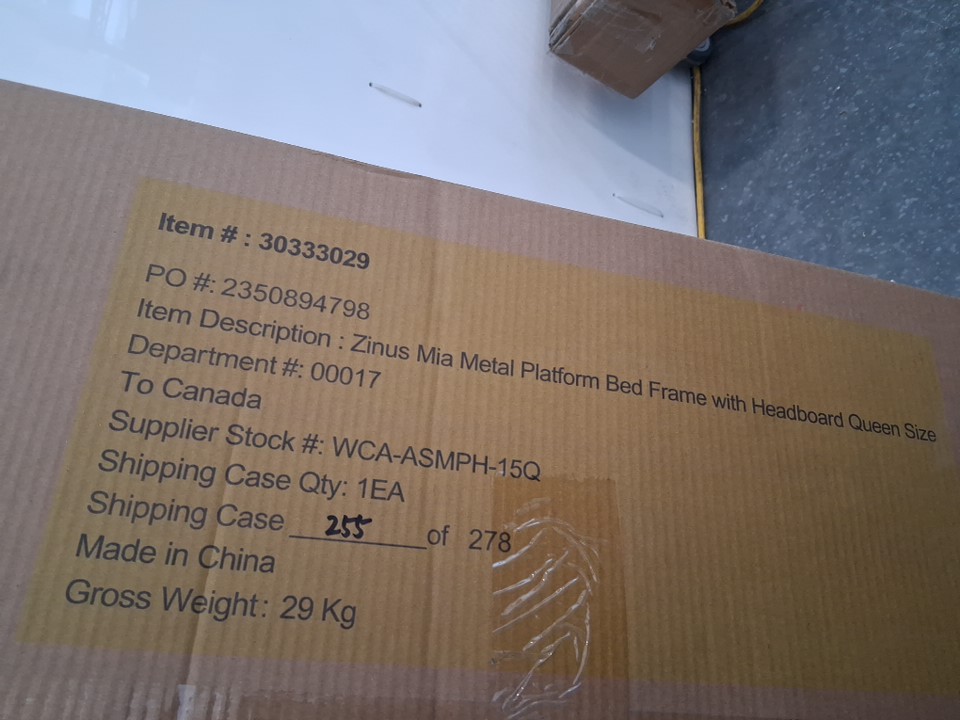 Item # : 30333029
PO #: 2350894798
Item Description : Zinus Mia Metal Platform Bed Frame with Headboard Queen Size
Department #: 00017
To Canada
Supplier Stock #: WCA-ASMPH-15Q
Shipping Case Qty: 1EA
Shipping Case 255 of 278
Made in China
Gross Weight: 29 Kg